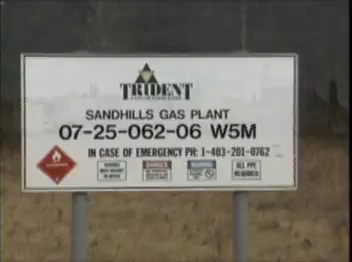 TRIDENT
SANDHILLS GAS PLANT
07-25-062-06 W5M
IN CASE OF EMERGENCY PH: 1-403-201-0762
DANGER
ALL PPE
REQUIRED